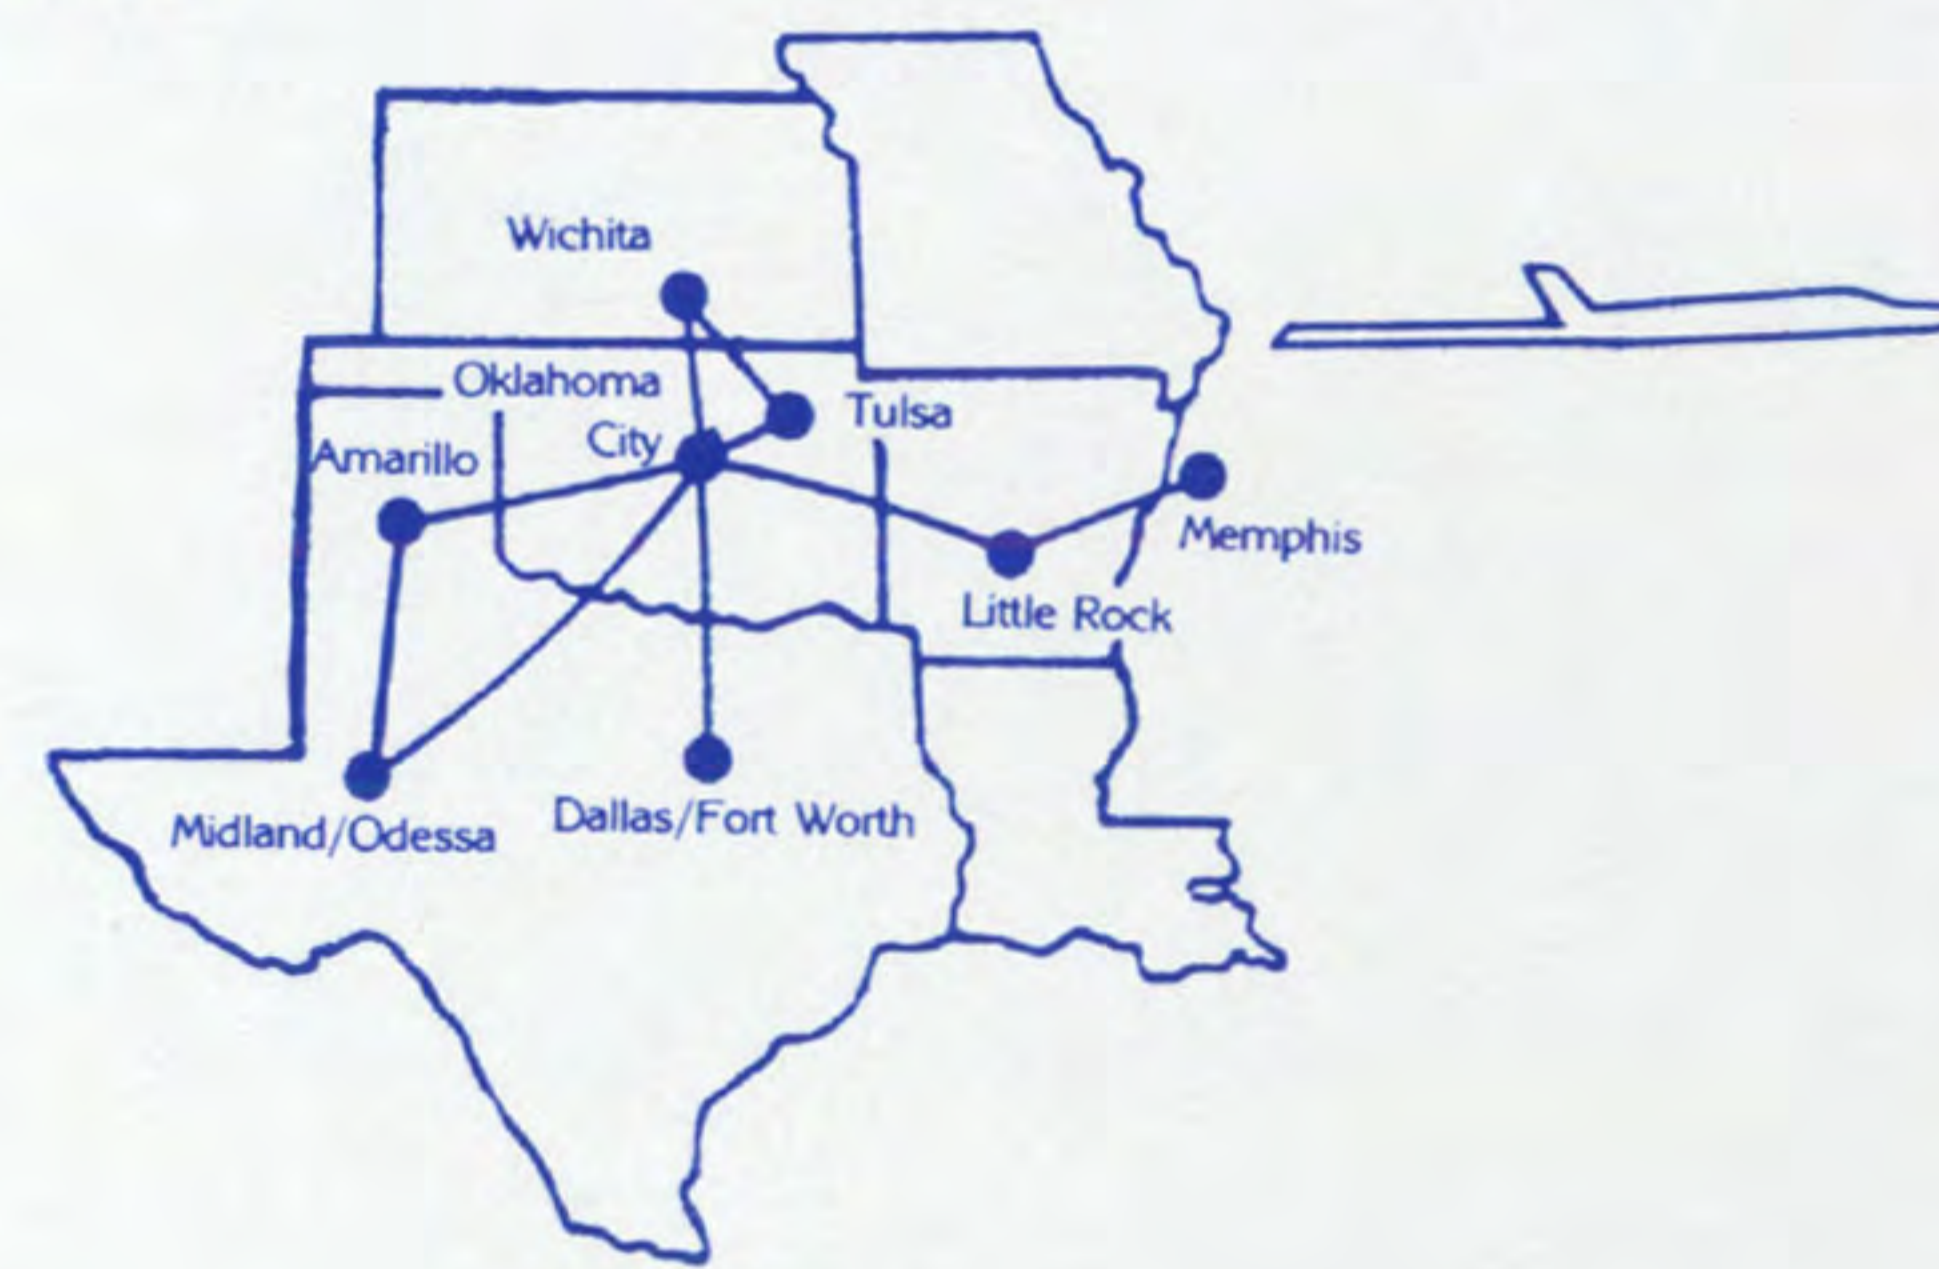 Wichita
Oklahoma
City
Tulsa
Amarillo
Memphis
Little Rock
Midland/Odessa
Dallas/Fort Worth